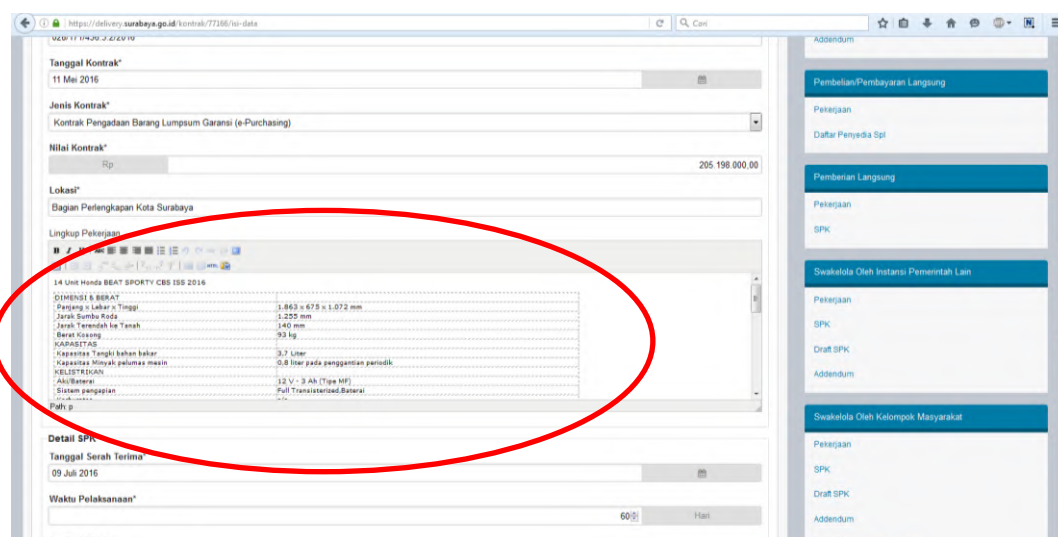 https://delivery.surabaya.go.id/kontrak/77166/isi-data
Cari
Tanggal Kontrak*
11 Mei 2016
Jenis Kontrak*
Kontrak Pengadaan Barang Lumpsum Garansi (e-Purchasing)
Nilai Kontrak*
Rp
205.198.000,00
Lokasi*
Bagian Perlengkapan Kota Surabaya
Lingkup Pekerjaan
14 Unit Honda BEAT SPORTY CBS ISS 2016
DIMENSI & BERAT
Panjang x Lebar x Tinggi 1.863 x 675 x 1.072 mm
Jarak Sumbu Roda 1.255 mm
Jarak Terendah ke Tanah 140 mm
Berat Kosong 93 kg
KAPASITAS
Kapasitas Tangki bahan bakar 3,7 Liter
Kapasitas Minyak pelumas mesin 0,8 liter pada penggantian periodik
KELISTRIKAN
Aki/Baterai 12 V - 3 Ah (Tipe MF)
Sistem pengapian Full Transisterized,Baterai
Path: p
Detail SPK
Tanggal Serah Terima*
09 Juli 2016
Waktu Pelaksanaan*
60
Hari
Addendum
Pembelian/Pembayaran Langsung
Pekerjaan
Daftar Penyedia Spl
Pemberian Langsung
Pekerjaan
SPK
Swakelola Oleh Instansi Pemerintah Lain
Pekerjaan
SPK
Draft SPK
Addendum
Swakelola Oleh Kelompok Masyarakat
Pekerjaan
SPK
Draft SPK
Addendum